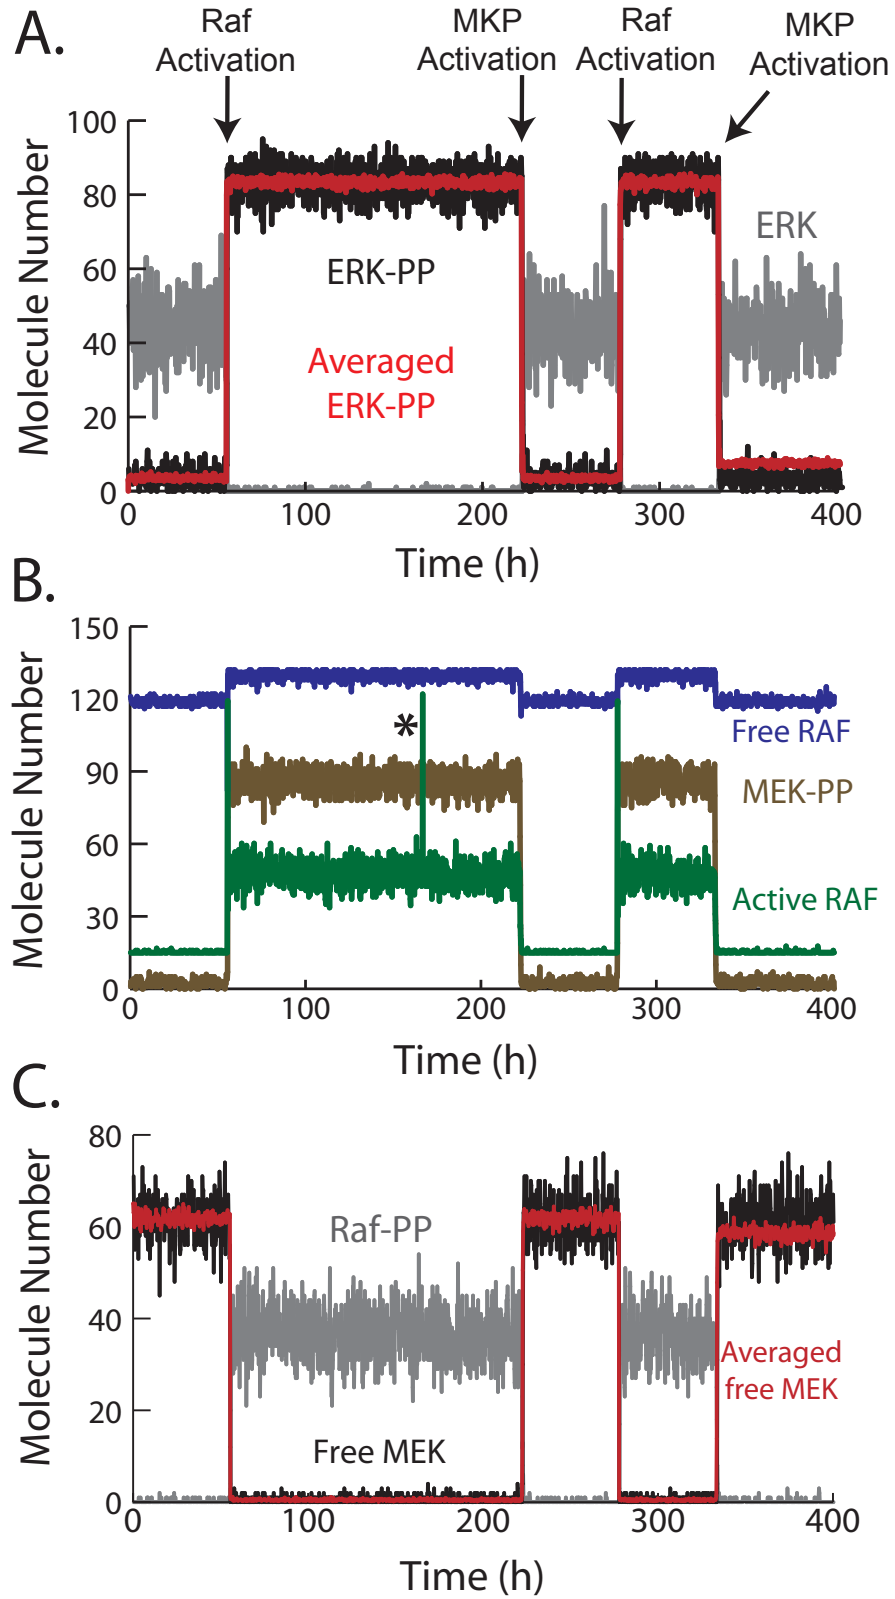 A.
Raf
Activation
MKP
Activation
Raf
Activation
MKP
Activation
Molecule Number
100
80
60
40
20
0
ERK
ERK-PP
Averaged
ERK-PP
0
100
200
300
400
Time (h)
B.
Molecule Number
150
120
90
60
30
0
*
Free RAF
MEK-PP
Active RAF
0
100
200
300
400
Time (h)
C.
Molecule Number
80
60
40
20
0
Raf-PP
Averaged
free MEK
Free MEK
0
100
200
300
400
Time (h)